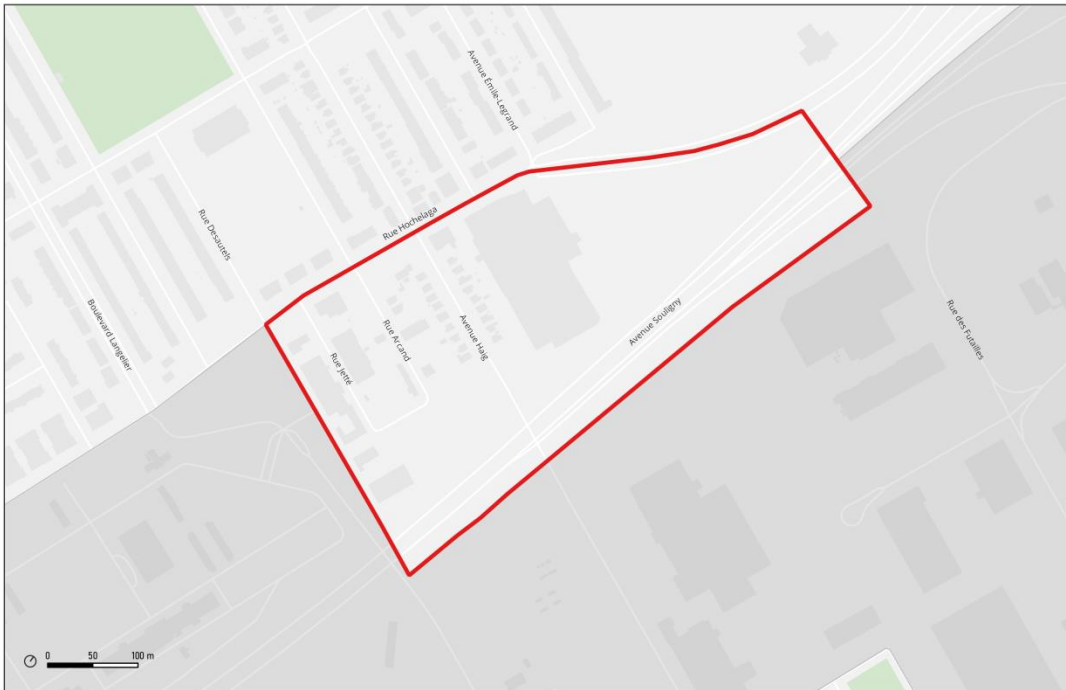 Avenue Émile-Legrand
Rue Desautels
Rue Hochelaga
Boulevard Langelier
Rue Jetté
Rue Arcand
Avenue Haig
Avenue Souligny
Rue des Futailles
0 50 100 m